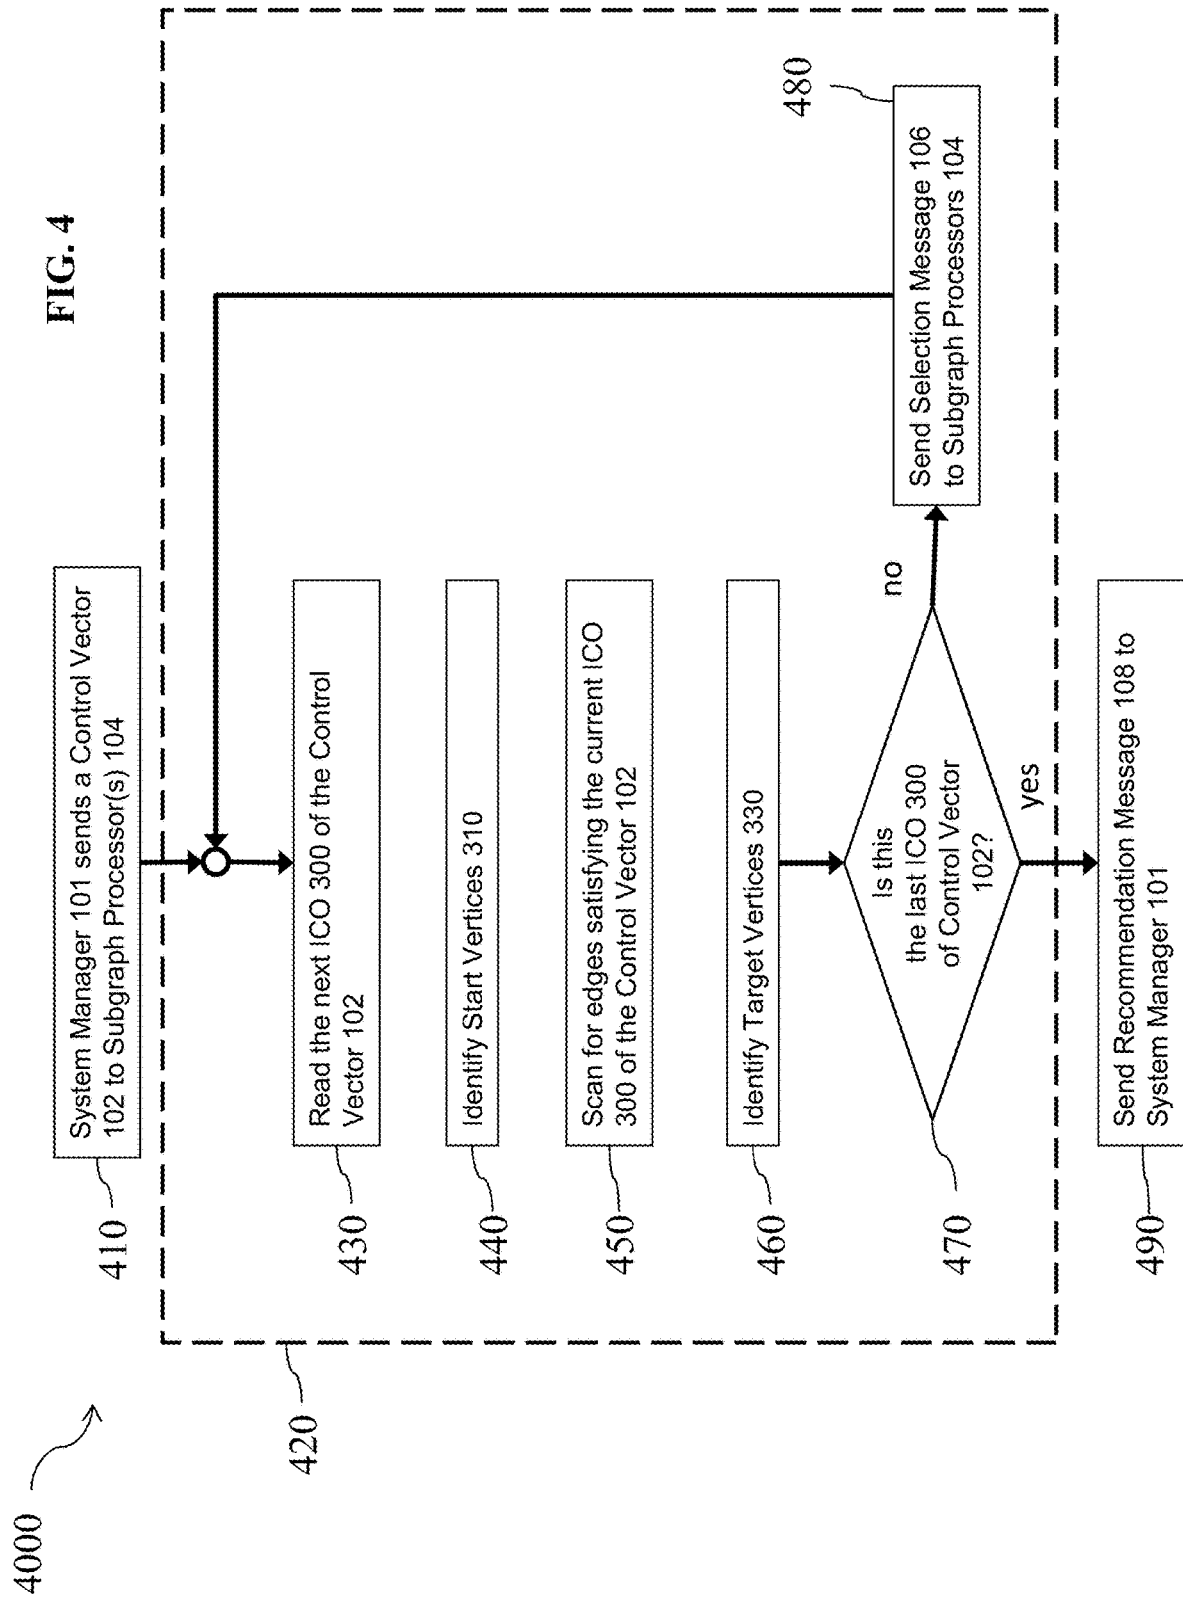 FIG. 4
4000
410
System Manager 101 sends a Control Vector
102 to Subgraph Processor(s) 104
420
430
Read the next ICO 300 of the Control
Vector 102
440
Identify Start Vertices 310
450
Scan for edges satisfying the current ICO
300 of the Control Vector 102
460
Identify Target Vertices 330
470
Is this
the last ICO 300
of Control Vector
102?
no
480
Send Selection Message 106
to Subgraph Processors 104
yes
490
Send Recommendation Message 108 to
System Manager 101